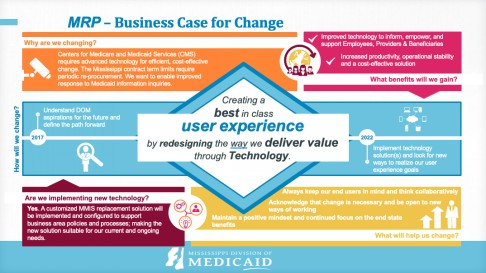 MRP – Business Case for Change
Why are we changing?
Centers for Medicare and Medicaid Services (CMS)
requires advanced technology for efficient, cost-effective
change. The Mississippi contract term limits require
periodic re-procurement. We want to enable improved
response to Medicaid information inquiries.
Improved technology to inform, empower, and
support Employees, Providers & Beneficiaries
Increased productivity, operational stability
and a cost-effective solution
What benefits will we gain?
How will we change?
Understand DOM
aspirations for the future and
define the path forward
2017
Creating a
best in class
user experience
by redesigning the way we deliver value
through Technology.
2022
Implement technology
solution(s) and look for new
ways to realize our user
experience goals
Are we implementing new technology?
Yes. A customized MMIS replacement solution will
be implemented and configured to support
business area policies and processes; making the
new solution suitable for our current and ongoing
needs.
Always keep our end users in mind and think collaboratively
Acknowledge that change is necessary and be open to new
ways of working
Maintain a positive mindset and continued focus on the end state
benefits
What will help us change?
MISSISSIPPI DIVISION OF
MEDICAID